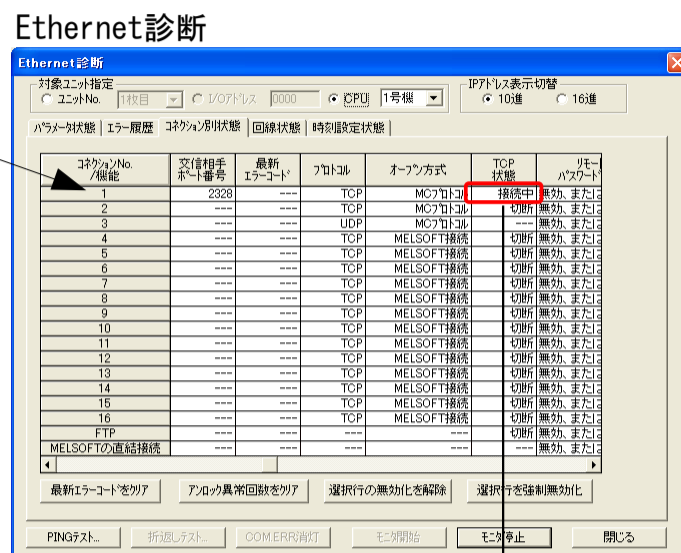 Ethernet診断
Ethernet診断
対象ユニット指定
ユニットNo. 1枚目 I/Oアドレス 0000 CPU 1号機
IPアドレス表示切替
10進 16進
パラメータ状態 エラー履歴 コネクション別状態 回線状態 時刻設定状態
コネクションNo./機能 交信相手ポート番号 最新エラーコード プロトコル オープン方式 TCP状態 リモー パスワード
1 2328 --- TCP MCプロトコル 接続中 無効、または
2 --- --- TCP MCプロトコル 切断 無効、または
3 --- --- UDP MCプロトコル --- 無効、または
4 --- --- TCP MELSOFT接続 切断 無効、または
5 --- --- TCP MELSOFT接続 切断 無効、または
6 --- --- TCP MELSOFT接続 切断 無効、または
7 --- --- TCP MELSOFT接続 切断 無効、または
8 --- --- TCP MELSOFT接続 切断 無効、または
9 --- --- TCP MELSOFT接続 切断 無効、または
10 --- --- TCP MELSOFT接続 切断 無効、または
11 --- --- TCP MELSOFT接続 切断 無効、または
12 --- --- TCP MELSOFT接続 切断 無効、または
13 --- --- TCP MELSOFT接続 切断 無効、または
14 --- --- TCP MELSOFT接続 切断 無効、または
15 --- --- TCP MELSOFT接続 切断 無効、または
16 --- --- TCP MELSOFT接続 切断 無効、または
FTP --- --- --- --- 切断 無効、または
MELSOFTの直結接続 --- --- --- --- --- 無効、または
最新エラーコードをクリア アンロック異常回数をクリア 選択行の無効化を解除 選択行を強制無効化
PINGテスト... 折返しテスト... COM.ERR消灯 モニタ開始 モニタ停止 閉じる